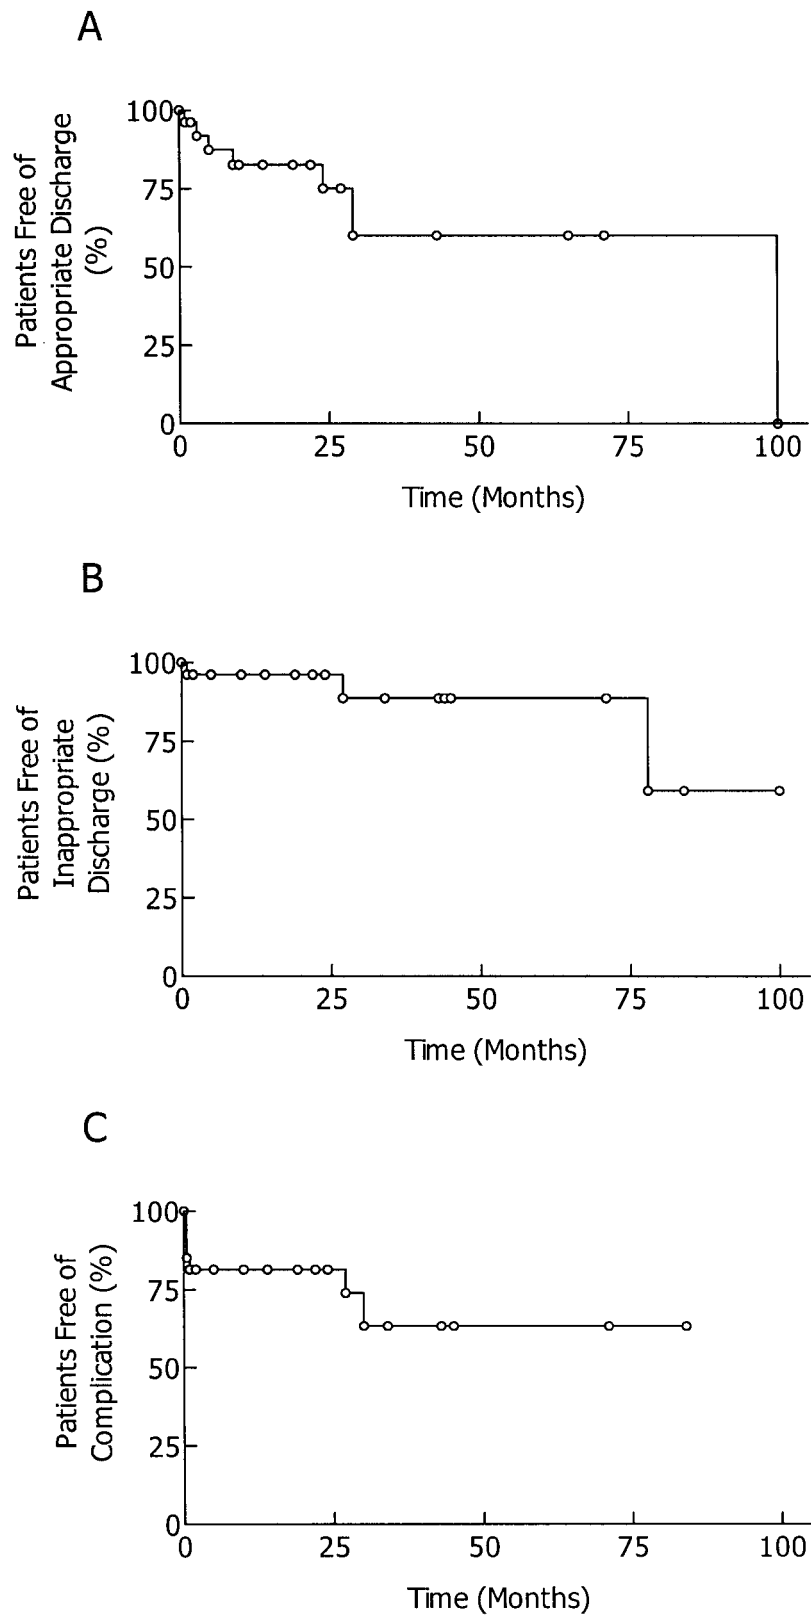 A
100
75
50
25
0
Patients Free of
Appropriate Discharge
(%)
0 25 50 75 100
Time (Months)
B
100
75
50
25
0
Patients Free of
Inappropriate
Discharge (%)
0 25 50 75 100
Time (Months)
C
100
75
50
25
0
Patients Free of
Complication (%)
0 25 50 75 100
Time (Months)